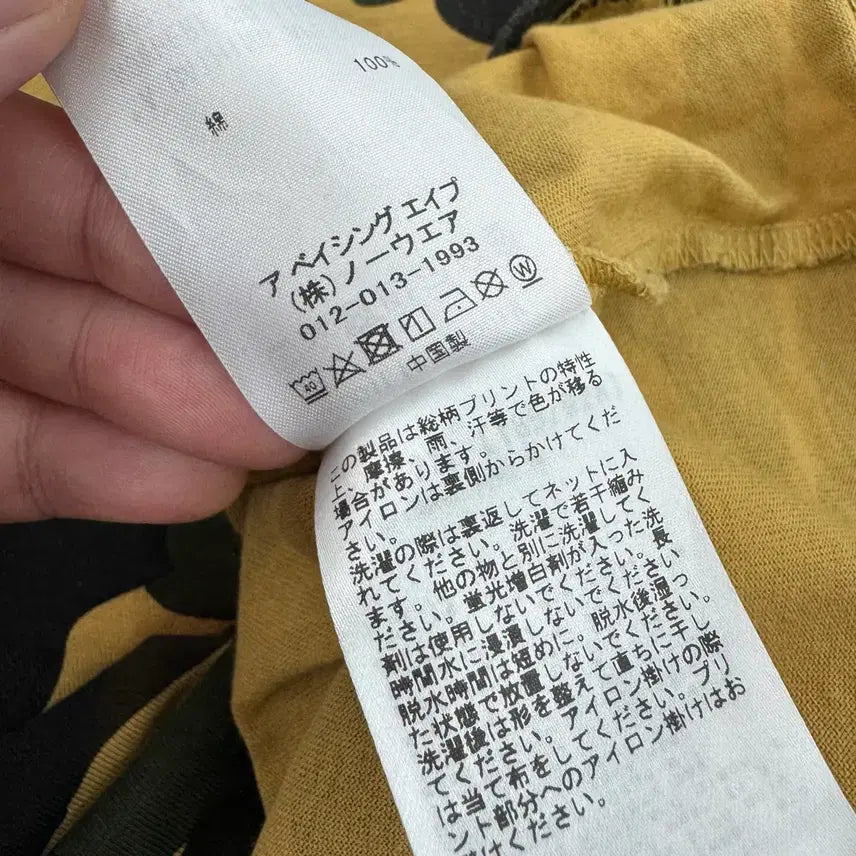 綿 100%
ア ベイシング エイプ
(株) ノーウエア
012-013-1993
40 W
中国製
この製品は総柄プリントの特性
上、摩擦、雨、汗等で色が移る
場合があります。
アイロンは裏側からかけてくだ
さい。
洗濯の際は裏返してネットに入
れてください。洗濯で若干縮み
ます。他の物と別に洗濯してく
ださい。蛍光増白剤が入った洗
剤は使用しないでください。長
時間水に浸漬しないでください
脱水時間は短めに。脱水後湿っ
た状態で放置しないでください。
洗濯後は形を整えて直ちに干し
てください。アイロン掛けの際
は当て布をしてください。プリ
ント部分へのアイロン掛けはお
避けください。